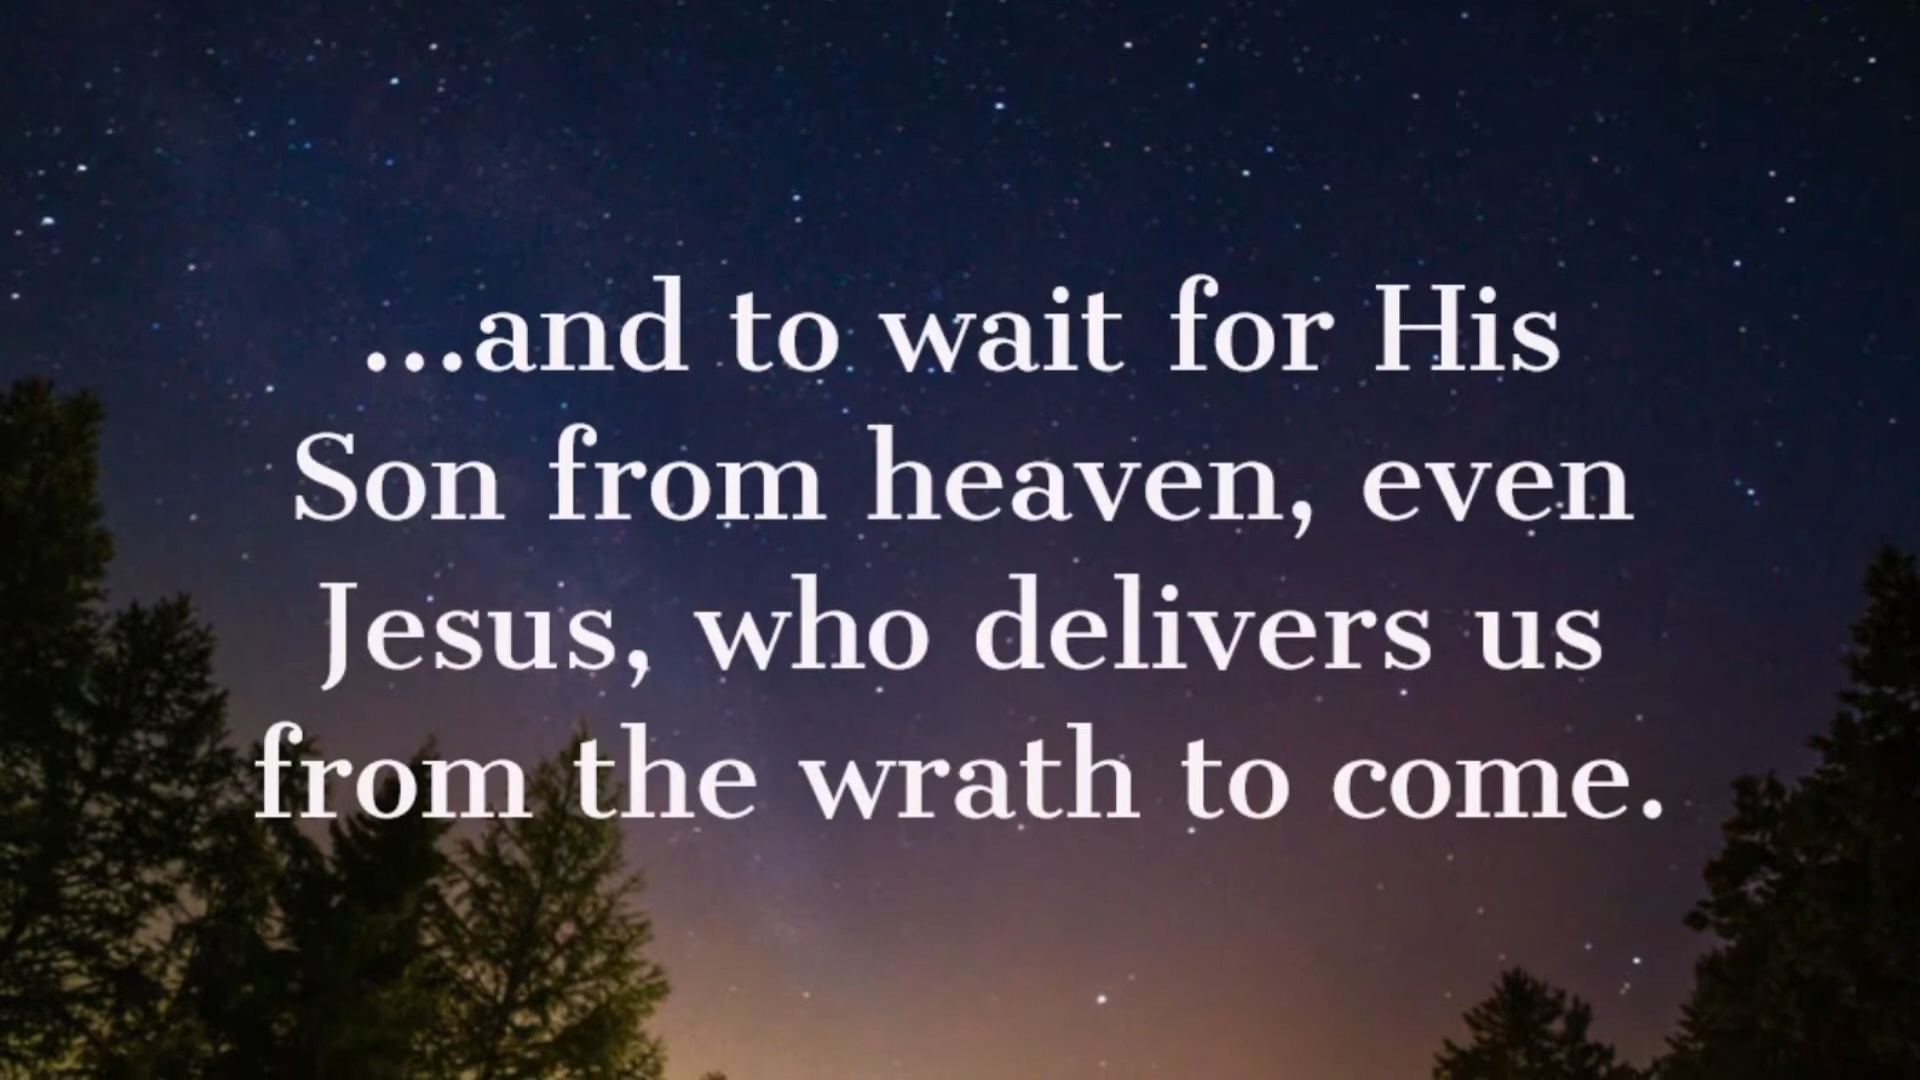 ...and to wait for His
Son from heaven, even
Jesus, who delivers us
from the wrath to come.